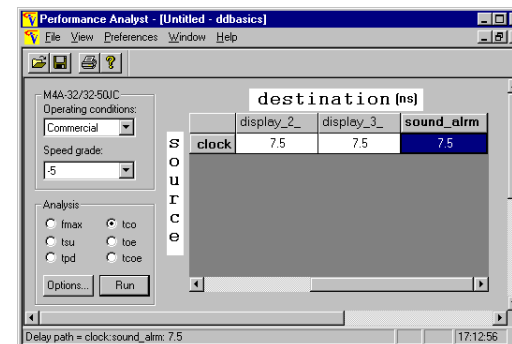 Performance Analyst - [Untitled - ddbasics]
File View Preferences Window Help
M4A-32/32-50JC
Operating conditions:
Commercial
Speed grade:
-5
Analysis
fmax tco
tsu toe
tpd tcoe
Options... Run
source
destination (ns)
display_2_ display_3_ sound_alrm
clock 7.5 7.5 7.5
Delay path = clock:sound_alrm: 7.5
17:12:56